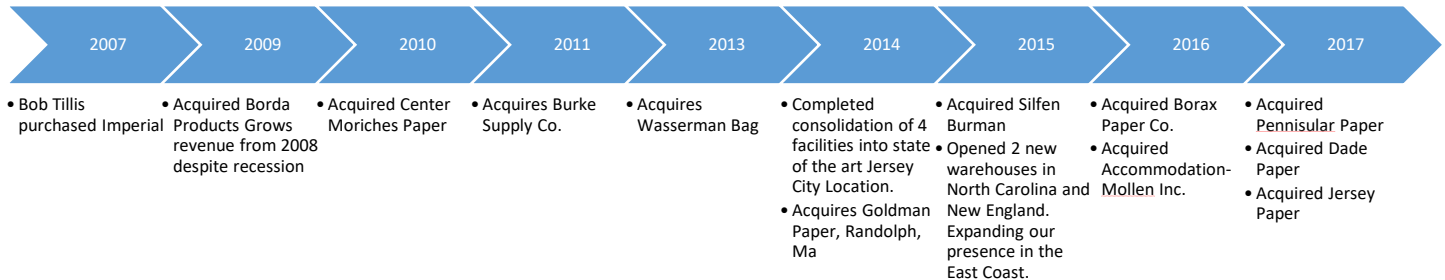 2007
2009
2010
2011
2013
2014
2015
2016
2017
• Bob Tillis
purchased Imperial
• Acquired Borda
Products Grows
revenue from 2008
despite recession
• Acquired Center
Moriches Paper
• Acquires Burke
Supply Co.
• Acquires
Wasserman Bag
• Completed
consolidation of 4
facilities into state
of the art Jersey
City Location.
• Acquires Goldman
Paper, Randolph,
Ma
• Acquired Silfen
Burman
• Opened 2 new
warehouses in
North Carolina and
New England.
Expanding our
presence in the
East Coast.
• Acquired Borax
Paper Co.
• Acquired
Accommodation-
Mollen Inc.
• Acquired
Pennisular Paper
• Acquired Dade
Paper
• Acquired Jersey
Paper